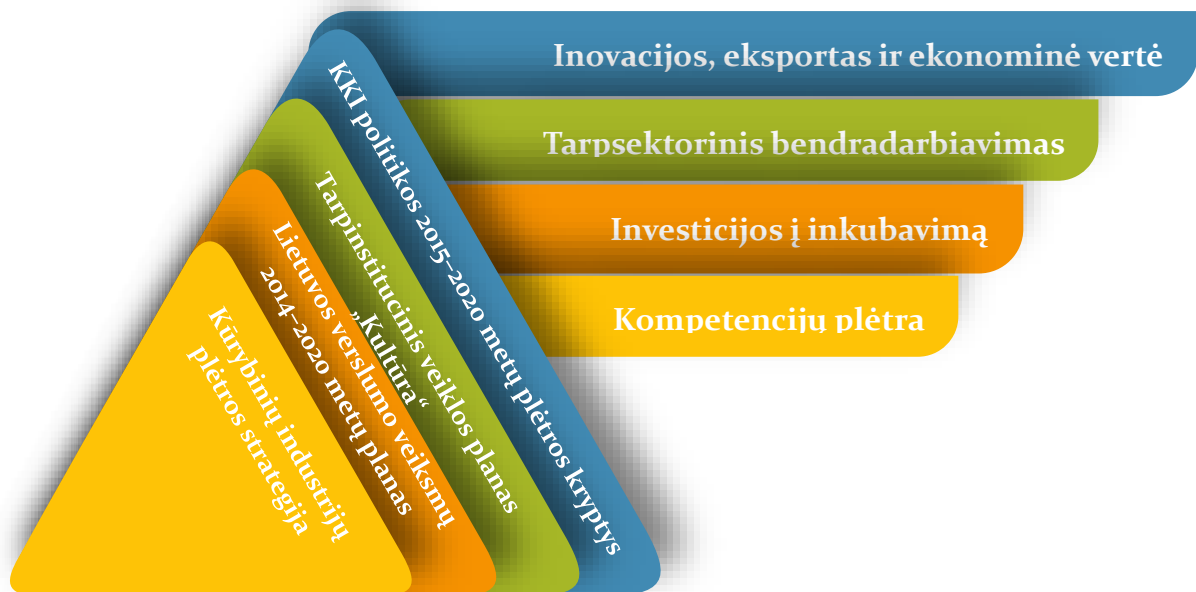 Inovacijos, eksportas ir ekonominė vertė
Tarpsektorinis bendradarbiavimas
Investicijos į inkubavimą
Kompetencijų plėtra
KKI politikos 2015–2020 metų plėtros kryptys
Tarpinstitucinis veiklos planas
„Kultūra“
Lietuvos verslumo veiksmų
2014–2020 metų planas
Kūrybinių industrijų
plėtros strategija